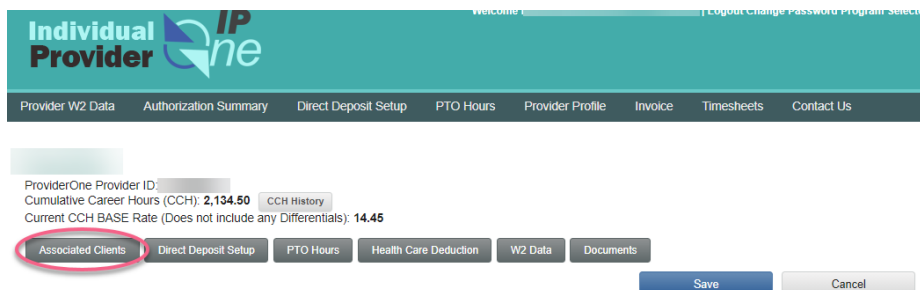 Welcome | Logout Change Password Program Select
Individual Provider IP One
Provider W2 Data Authorization Summary Direct Deposit Setup PTO Hours Provider Profile Invoice Timesheets Contact Us
ProviderOne Provider ID:
Cumulative Career Hours (CCH): 2,134.50 CCH History
Current CCH BASE Rate (Does not include any Differentials): 14.45
Associated Clients Direct Deposit Setup PTO Hours Health Care Deduction W2 Data Documents
Save Cancel